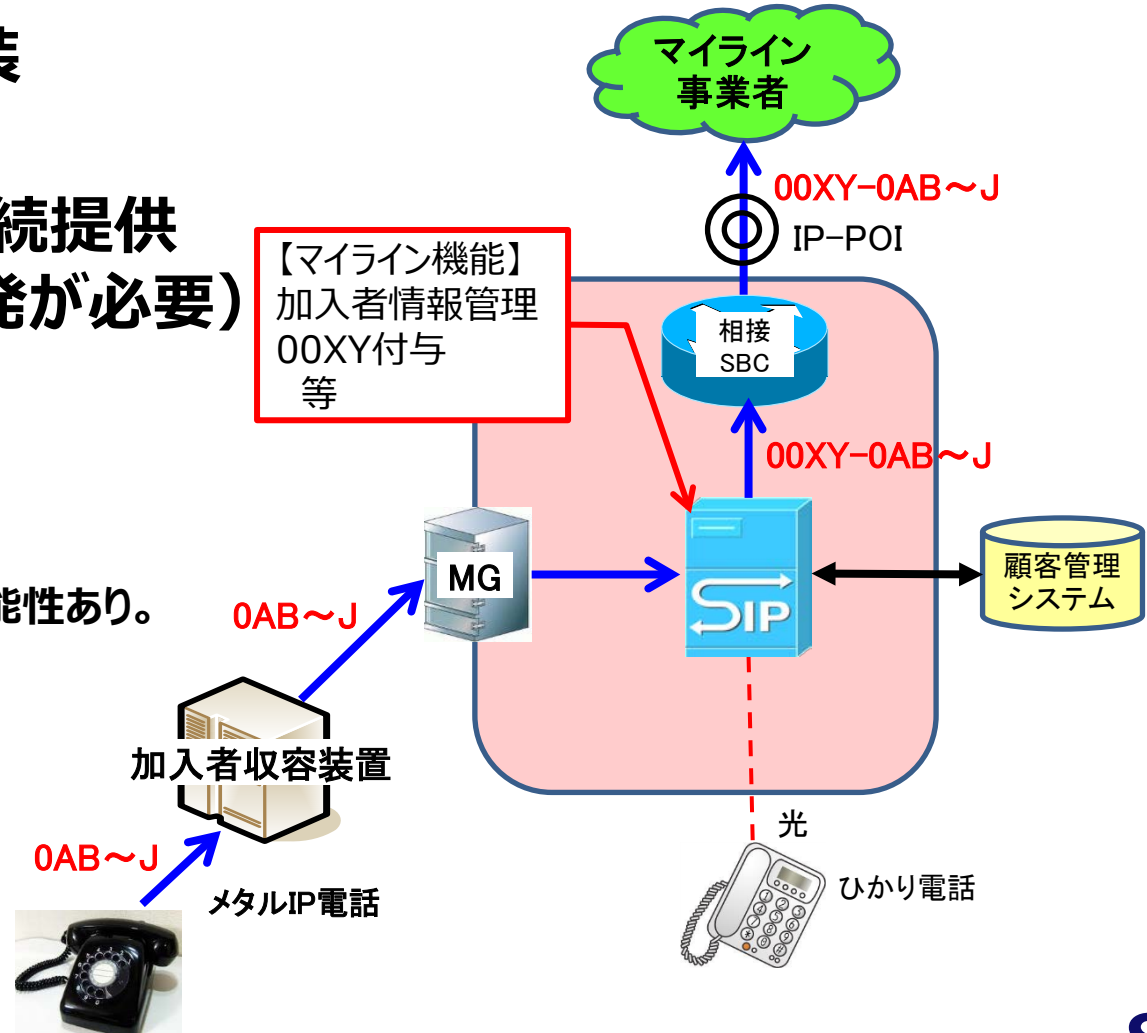 装
続提供
発が必要）
能性あり。
マイライン
事業者
00XY-0AB～J
IP-POI
【マイライン機能】
加入者情報管理
00XY付与
等
相接
SBC
00XY-0AB～J
MG
SIP
顧客管理
システム
0AB～J
加入者収容装置
0AB～J
メタルIP電話
光
ひかり電話